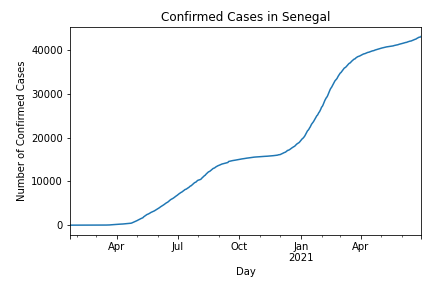 Confirmed Cases in Senegal
Number of Confirmed Cases
40000
30000
20000
10000
0
Apr Jul Oct Jan Apr
2021
Day